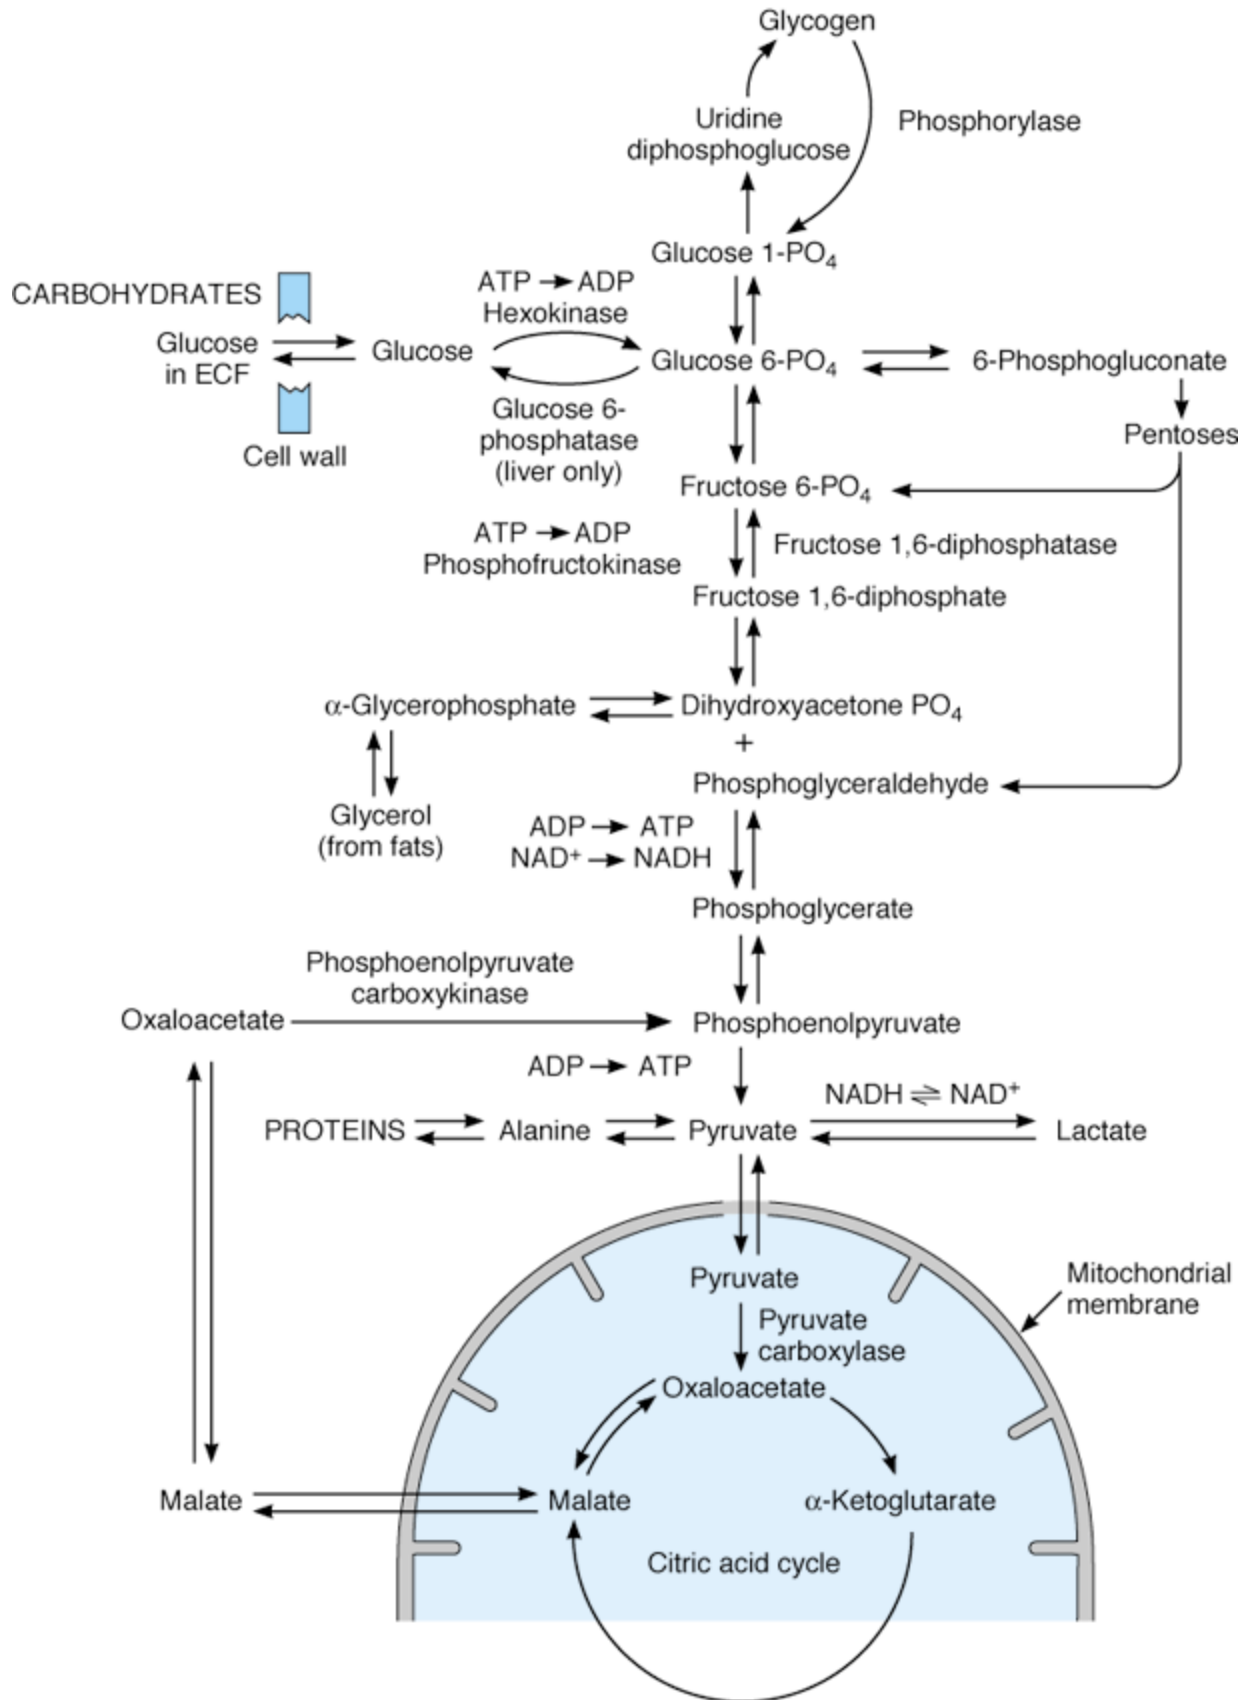 Glycogen
Uridine
diphosphoglucose
Phosphorylase
Glucose 1-PO₄
CARBOHYDRATES
ATP → ADP
Hexokinase
Glucose
in ECF
Glucose
Glucose 6-PO₄
6-Phosphogluconate
Glucose 6-
phosphatase
(liver only)
Cell wall
Pentoses
Fructose 6-PO₄
ATP → ADP
Phosphofructokinase
Fructose 1,6-diphosphatase
Fructose 1,6-diphosphate
α-Glycerophosphate
Dihydroxyacetone PO₄
+
Phosphoglyceraldehyde
Glycerol
(from fats)
ADP → ATP
NAD⁺ → NADH
Phosphoglycerate
Phosphoenolpyruvate
carboxykinase
Oxaloacetate
Phosphoenolpyruvate
ADP → ATP
NADH ⇌ NAD⁺
PROTEINS
Alanine
Pyruvate
Lactate
Pyruvate
Mitochondrial
membrane
Pyruvate
carboxylase
Oxaloacetate
Malate
Malate
α-Ketoglutarate
Citric acid cycle